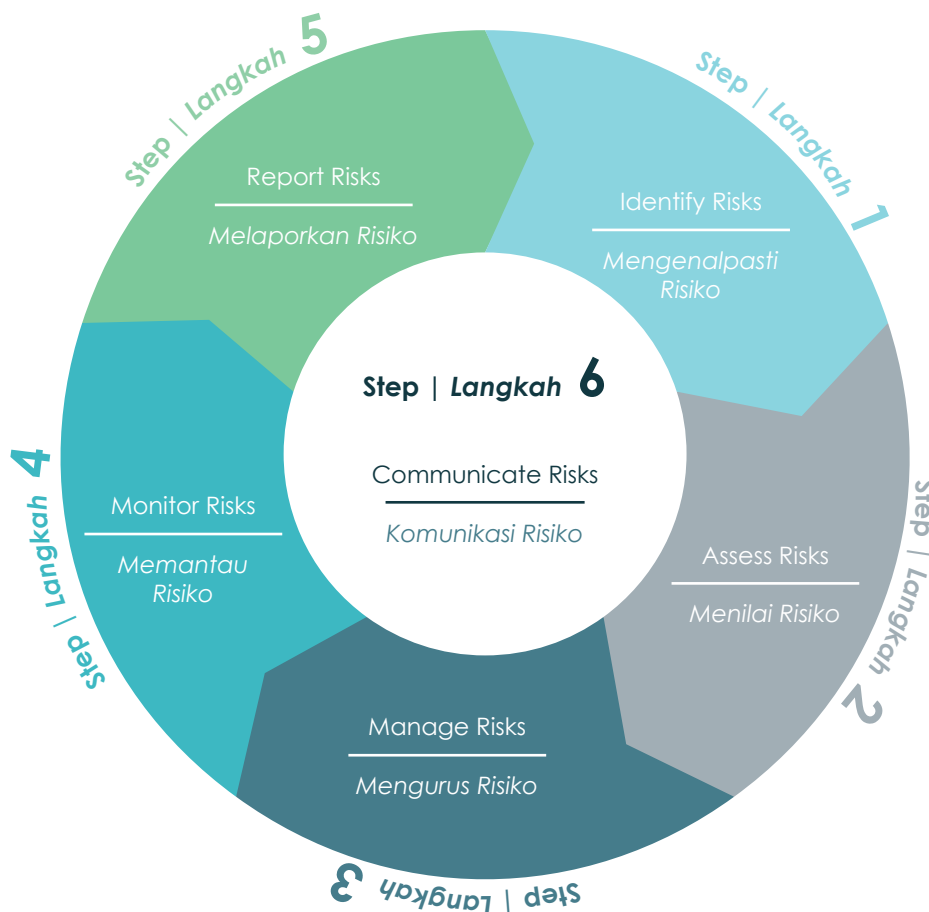 Step | Langkah 1
Identify Risks
Mengenalpasti
Risiko
Step | Langkah 2
Assess Risks
Menilai Risiko
Step | Langkah 3
Manage Risks
Mengurus Risiko
Step | Langkah 4
Monitor Risks
Memantau
Risiko
Step | Langkah 5
Report Risks
Melaporkan Risiko
Step | Langkah 6
Communicate Risks
Komunikasi Risiko